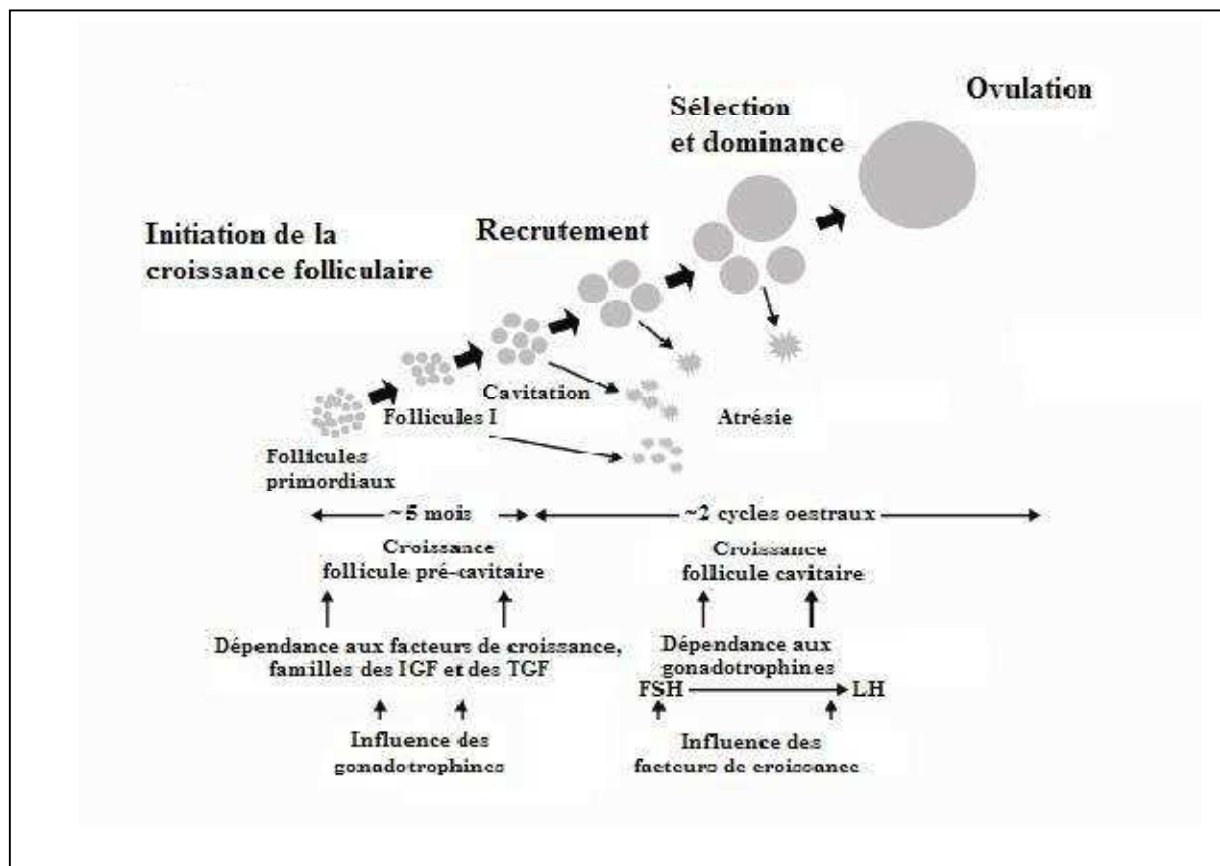 Ovulation
Sélection
et dominance
Initiation de la
croissance folliculaire
Recrutement
Cavitation
Follicules I
Atrésie
Follicules
primordiaux
~5 mois
~2 cycles oestraux
Croissance
follicule pré-cavitaire
Croissance
follicule cavitaire
Dépendance aux facteurs de croissance,
familles des IGF et des TGF
Dépendance aux
gonadotrophines
FSH
LH
Influence des
gonadotrophines
Influence des
facteurs de croissance